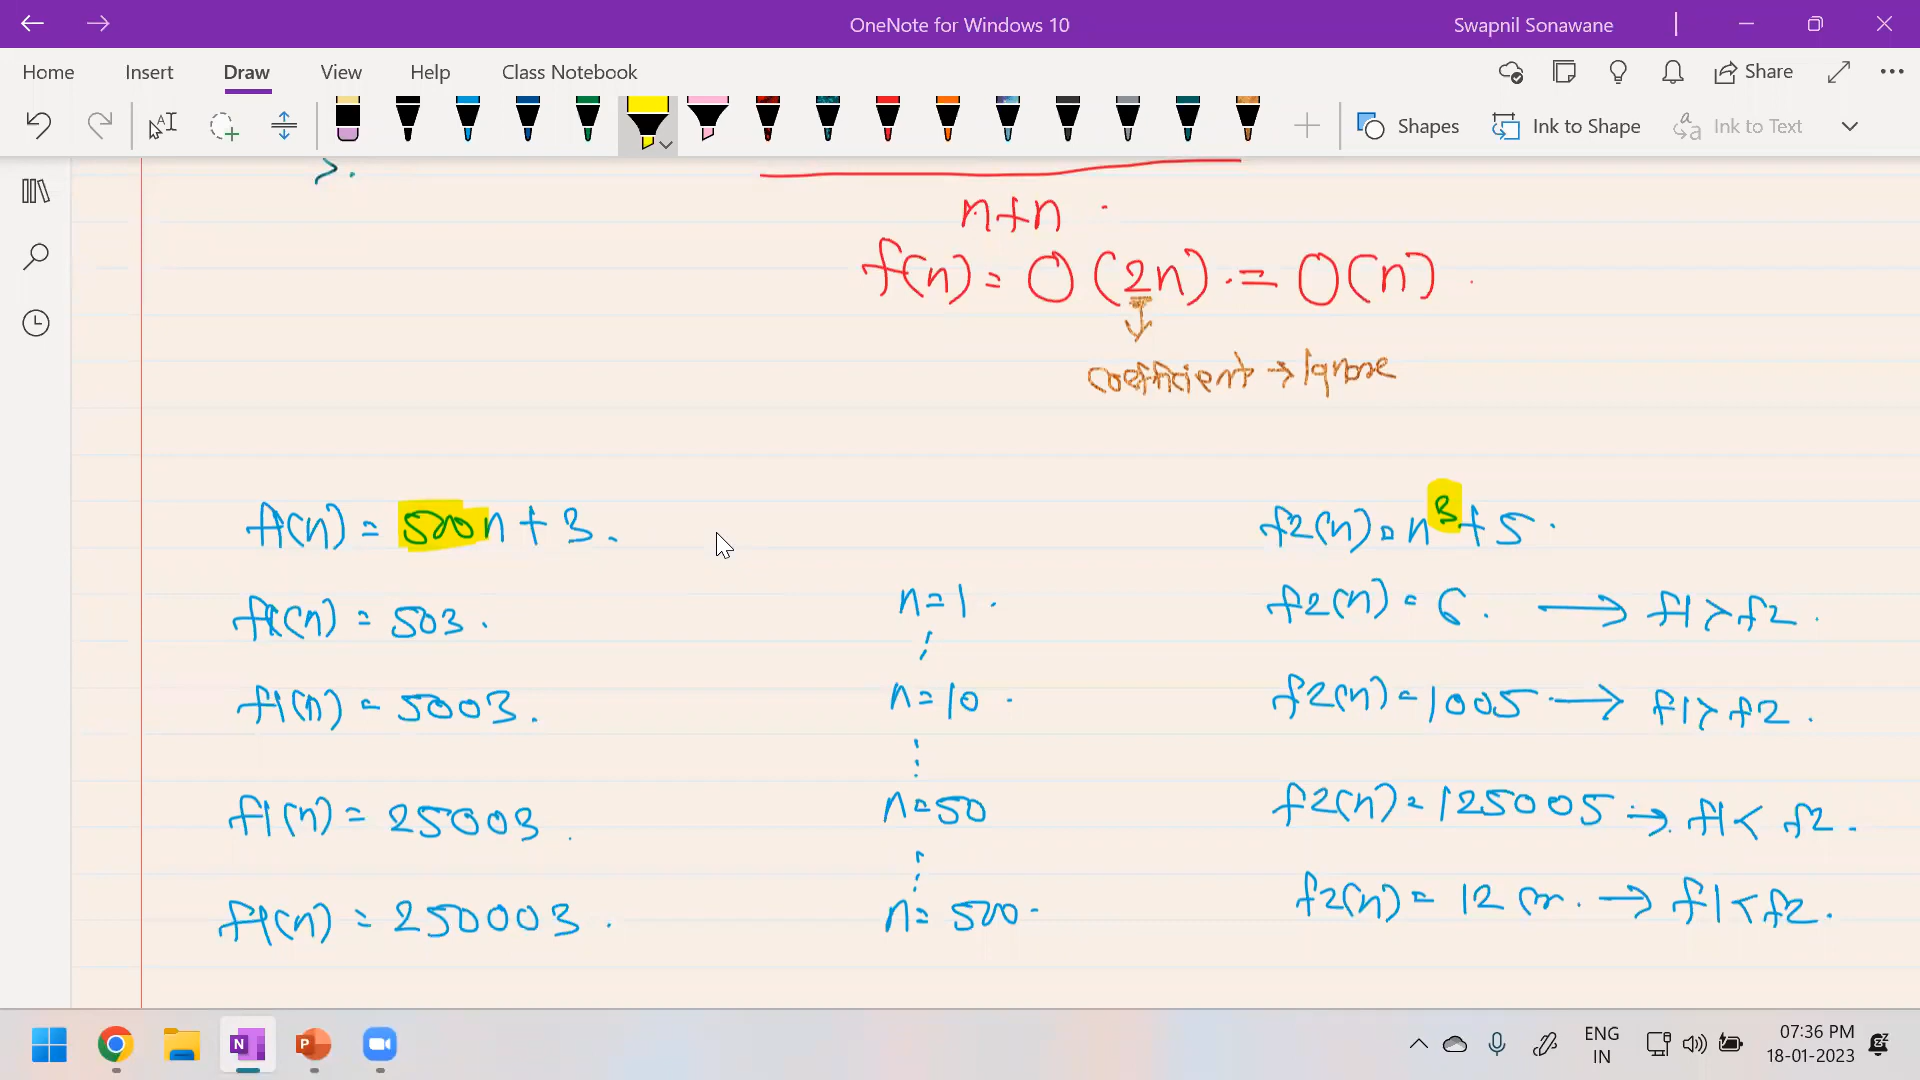 OneNote for Windows 10
Swapnil Sonawane
Home Insert Draw View Help Class Notebook
Share
Shapes Ink to Shape Ink to Text
>.
n+n
f(n) = O(2n) = O(n)
coefficient → Ignore
f1(n) = 500n + 3.
f2(n) = n³ + 5.
f1(n) = 503.
n=1.
f2(n) = 6. → f1 > f2.
f1(n) = 5003.
n=10.
f2(n) = 1005 → f1 > f2.
f1(n) = 25003.
n=50
f2(n) = 125005 → f1 < f2.
f1(n) = 250003.
n=500.
f2(n) = 12 Cr. → f1 < f2.
ENG
IN
07:36 PM
18-01-2023